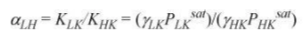 α_LH = K_LK/K_HK = (γ_LK P_LK^sat)/(γ_HK P_HK^sat)